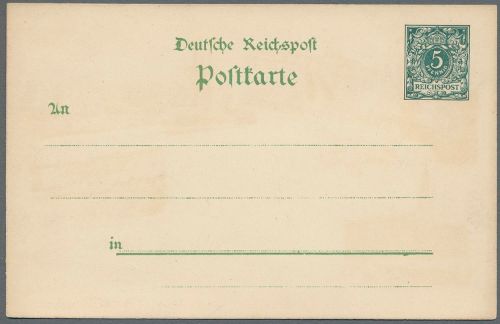 Deutsche Reichspost
Postkarte
5
REICHSPOST
An
in